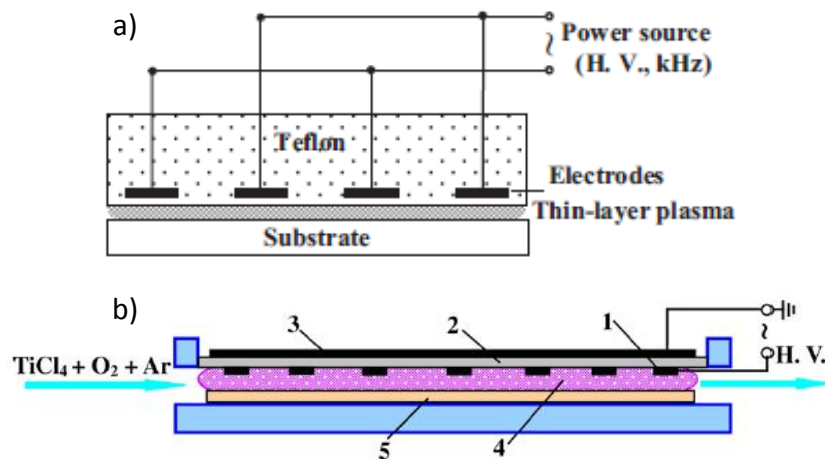 a)
Power source
~
(H. V., kHz)
Teflon
Electrodes
Thin-layer plasma
Substrate
b)
3
2
1
~
TiCl4 + O2 + Ar
H. V.
5
4